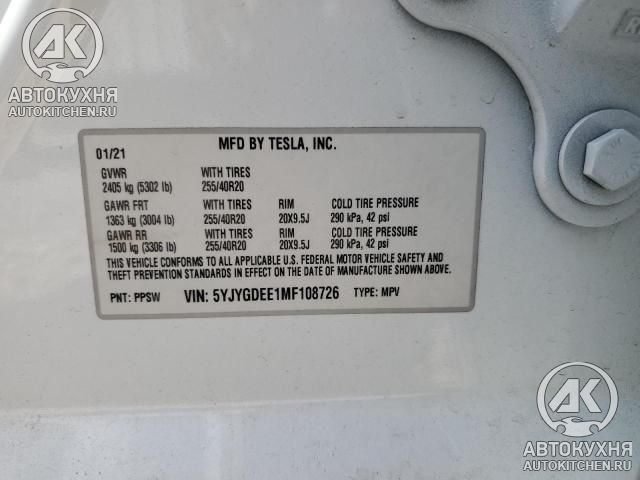 АК
АВТОКУХНЯ
AUTOKITCHEN.RU
MFD BY TESLA, INC.
01/21
GVWR WITH TIRES
2405 kg (5302 lb) 255/40R20
GAWR FRT WITH TIRES RIM COLD TIRE PRESSURE
1363 kg (3004 lb) 255/40R20 20X9.5J 290 kPa, 42 psi
GAWR RR WITH TIRES RIM COLD TIRE PRESSURE
1500 kg (3306 lb) 255/40R20 20X9.5J 290 kPa, 42 psi
THIS VEHICLE CONFORMS TO ALL APPLICABLE U.S. FEDERAL MOTOR VEHICLE SAFETY AND
THEFT PREVENTION STANDARDS IN EFFECT ON THE DATE OF MANUFACTURE SHOWN ABOVE.
PNT: PPSW VIN: 5YJYGDEE1MF108726 TYPE: MPV
АК
АВТОКУХНЯ
AUTOKITCHEN.RU